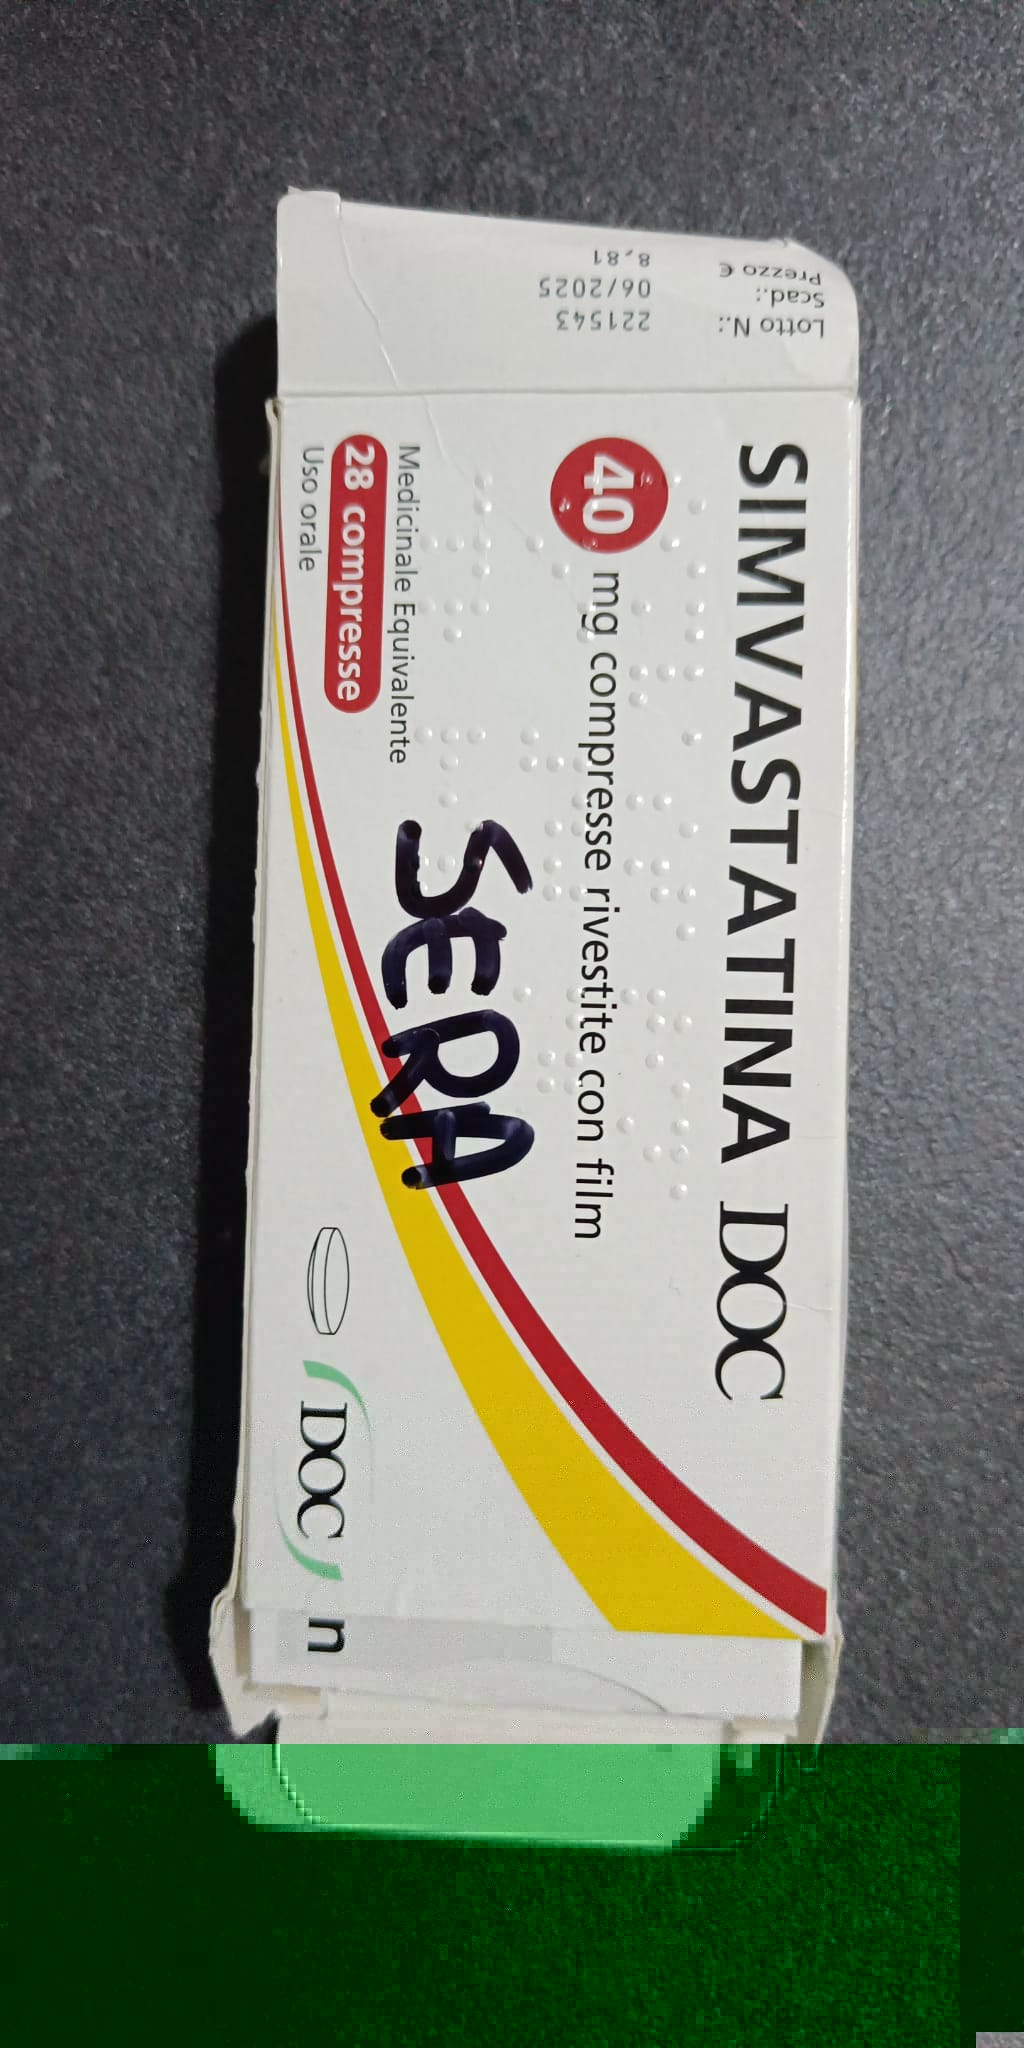 Lotto N.: 221543
Scad.: 06/2025
Prezzo € 8,81
SIMVASTATINA DOC
40 mg compresse rivestite con film
SERA
Medicinale Equivalente
28 compresse
Uso orale
DOC
n